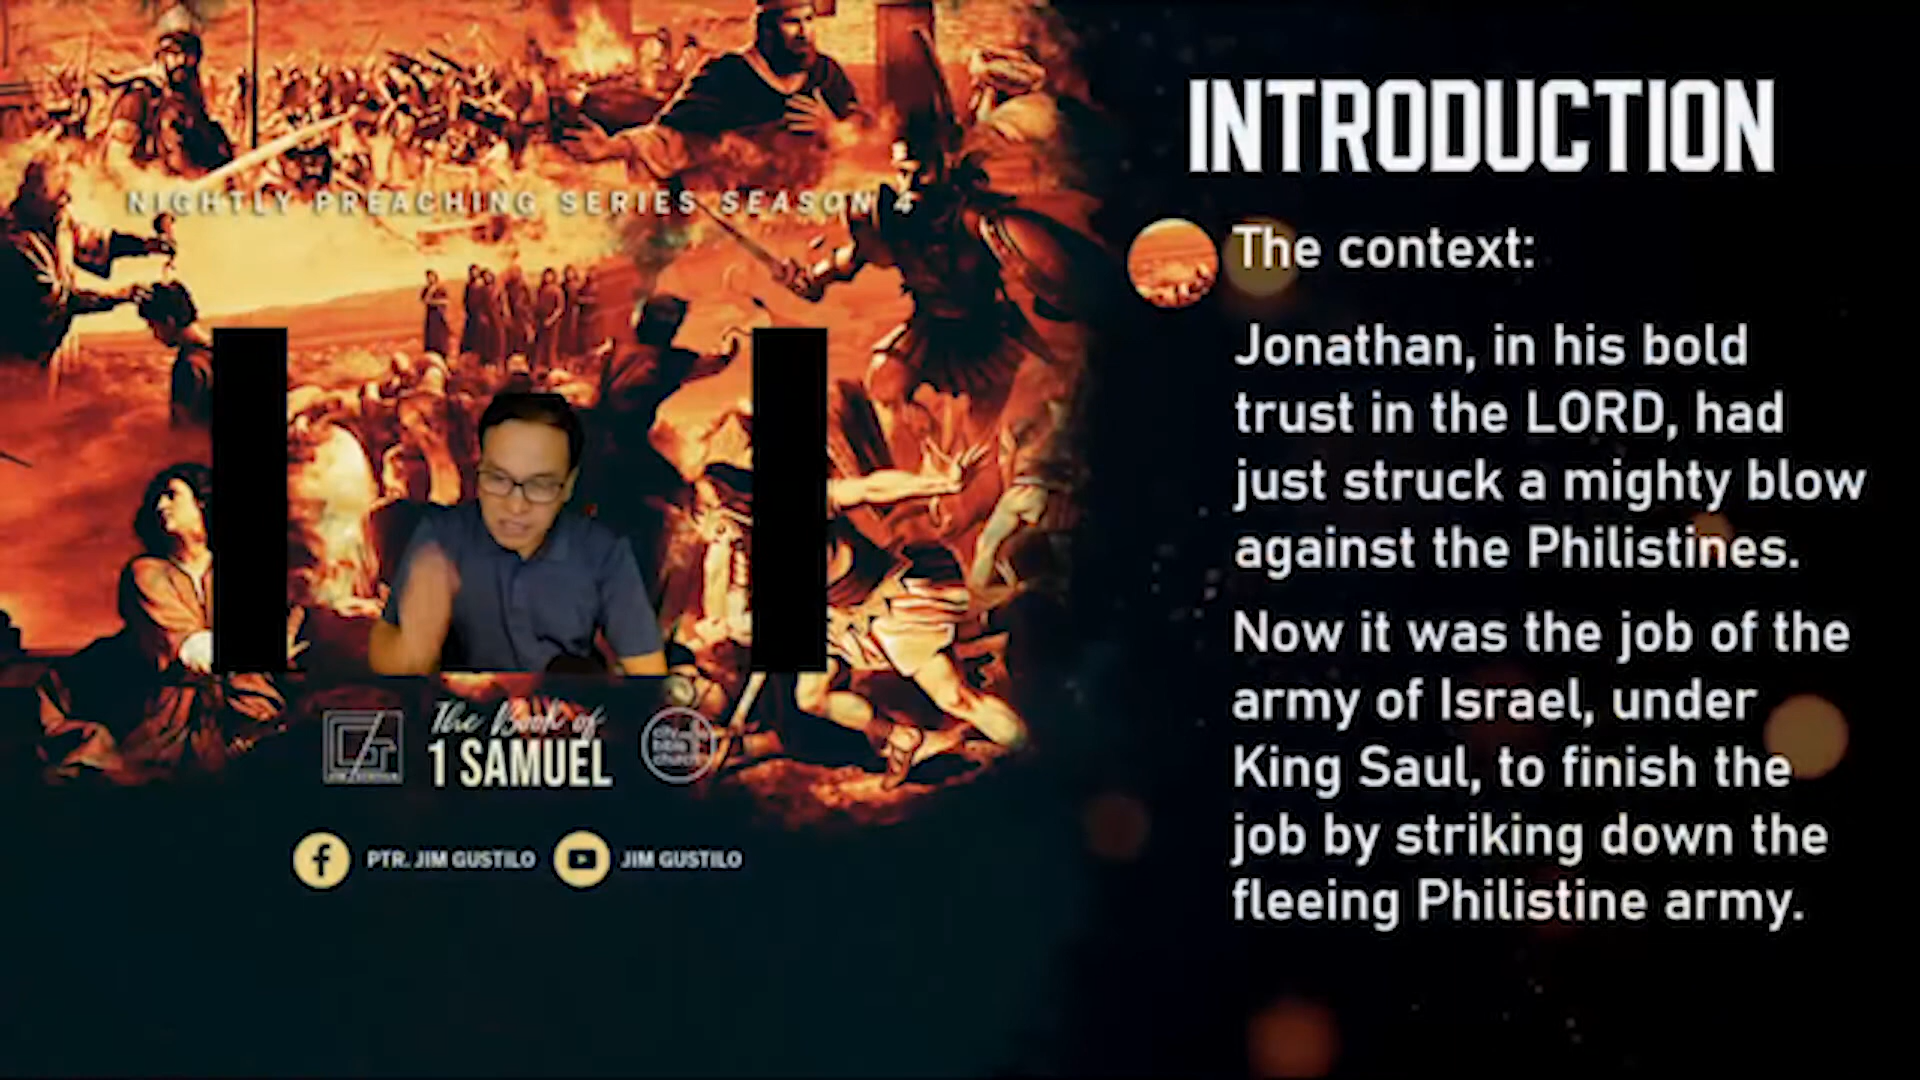 NIGHTLY PREACHING SERIES SEASON 4
The Book of
1 SAMUEL
city
bible
church
PTR. JIM GUSTILO
JIM GUSTILO
INTRODUCTION
The context:
Jonathan, in his bold
trust in the LORD, had
just struck a mighty blow
against the Philistines.
Now it was the job of the
army of Israel, under
King Saul, to finish the
job by striking down the
fleeing Philistine army.